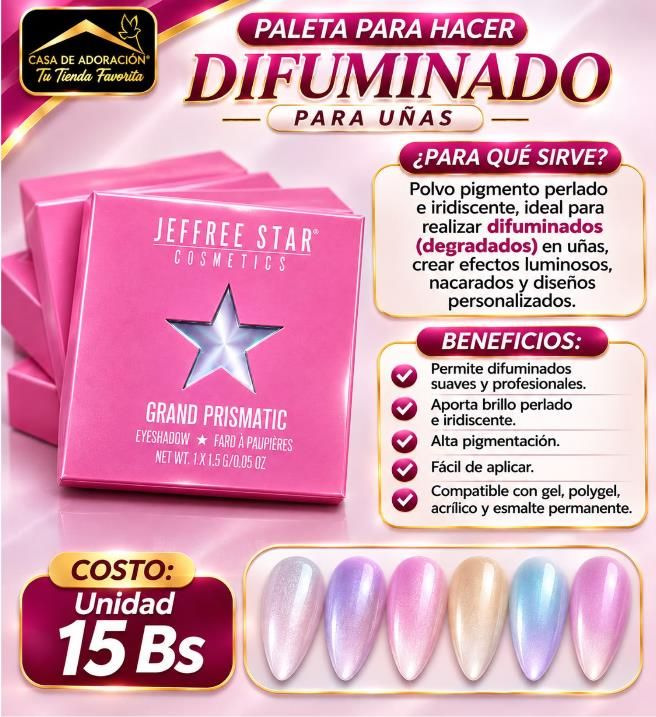 CASA DE ADORACIÓN®
Tu Tienda Favorita
PALETA PARA HACER
DIFUMINADO
PARA UÑAS
¿PARA QUÉ SIRVE?
Polvo pigmento perlado
e iridiscente, ideal para
realizar difuminados
(degradados) en uñas,
crear efectos luminosos,
nacarados y diseños
personalizados.
JEFFREE STAR®
COSMETICS
GRAND PRISMATIC
EYESHADOW ★ FARD À PAUPIÈRES
NET WT. 1 X 1.5 G/0.05 OZ
BENEFICIOS:
Permite difuminados
suaves y profesionales.
Aporta brillo perlado
e iridiscente.
Alta pigmentación.
Fácil de aplicar.
Compatible con gel, polygel,
acrílico y esmalte permanente.
COSTO:
Unidad
15 Bs